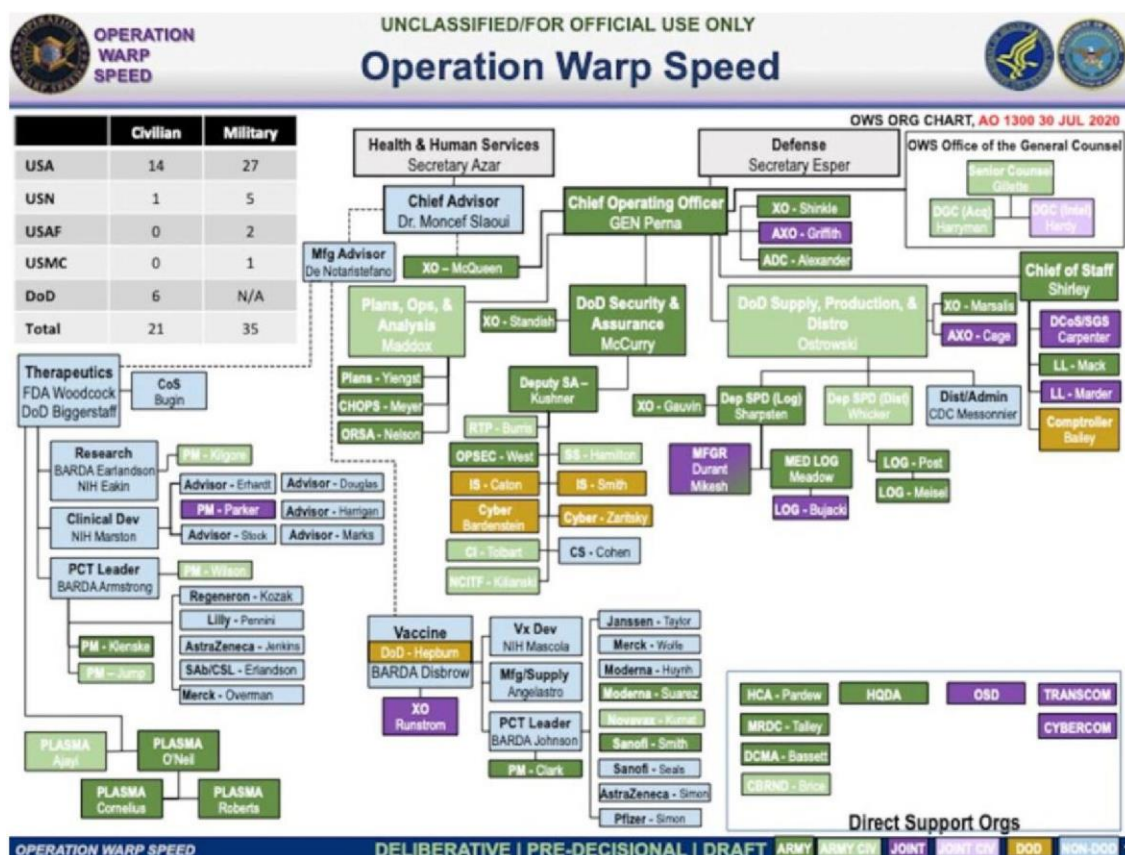 OPERATION
WARP
SPEED
UNCLASSIFIED/FOR OFFICIAL USE ONLY
Operation Warp Speed
OWS ORG CHART, AO 1300 30 JUL 2020
Civilian Military
USA 14 27
USN 1 5
USAF 0 2
USMC 0 1
DoD 6 N/A
Total 21 35
Health & Human Services
Secretary Azar
Defense
Secretary Esper
OWS Office of the General Counsel
Senior Counsel
Gillette
DGC (Acq)
Harryman
DGC (Intel)
Hardy
Chief Advisor
Dr. Moncef Slaoui
Chief Operating Officer
GEN Perna
XO - Shinkle
AXO - Griffith
ADC - Alexander
Mfg Advisor
De Notaristefano
XO – McQueen
Chief of Staff
Shirley
Plans, Ops, &
Analysis
Maddox
XO - Standish
DoD Security &
Assurance
McCurry
DoD Supply, Production, &
Distro
Ostrowski
XO - Marsalis
AXO - Cage
DCoS/SGS
Carpenter
LL - Mack
LL - Marder
Comptroller
Bailey
Therapeutics
FDA Woodcock
DoD Biggerstaff
CoS
Bugin
Plans - Yiengst
CHOPS - Meyer
ORSA - Nelson
Deputy SA –
Kushner
XO - Gauvin
Dep SPD (Log)
Sharpsten
Dep SPD (Dist)
Whicker
Dist/Admin
CDC Messonnier
RTP - Burris
OPSEC - West
SS - Hamilton
IS - Caton
IS - Smith
Cyber
Bardenstein
Cyber - Zaritsky
CI - Tolbart
CS - Cohen
NCITF - Kilianski
MFGR
Durant
Mikesh
MED LOG
Meadow
LOG - Bujacki
LOG - Post
LOG - Meisel
Research
BARDA Earlandson
NIH Eakin
PM - Kilgore
Clinical Dev
NIH Marston
Advisor - Erhardt
Advisor - Douglas
PM - Parker
Advisor - Harrigan
Advisor - Stock
Advisor - Marks
PCT Leader
BARDA Armstrong
PM - Wilson
Regeneron - Kozak
Lilly - Pennini
PM - Klenske
AstraZeneca - Jenkins
PM – Jump
SAb/CSL - Erlandson
Merck - Overman
PLASMA
Ajayi
PLASMA
O'Neil
PLASMA
Cornelius
PLASMA
Roberts
Vaccine
DoD - Hepburn
BARDA Disbrow
XO
Runstrom
Vx Dev
NIH Mascola
Mfg/Supply
Angelastro
PCT Leader
BARDA Johnson
PM - Clark
Janssen - Taylor
Merck - Wolfe
Moderna - Huynh
Moderna - Suarez
Novavax - Kumat
Sanofi - Smith
Sanofi - Seals
AstraZeneca - Simon
Pfizer - Simon
HCA - Pardew
HQDA
OSD
TRANSCOM
MRDC - Talley
CYBERCOM
DCMA - Bassett
CBRND - Brice
Direct Support Orgs
OPERATION WARP SPEED
DELIBERATIVE | PRE-DECISIONAL | DRAFT
ARMY
ARMY CIV
JOINT
JOINT CIV
DOD
NON-DOD